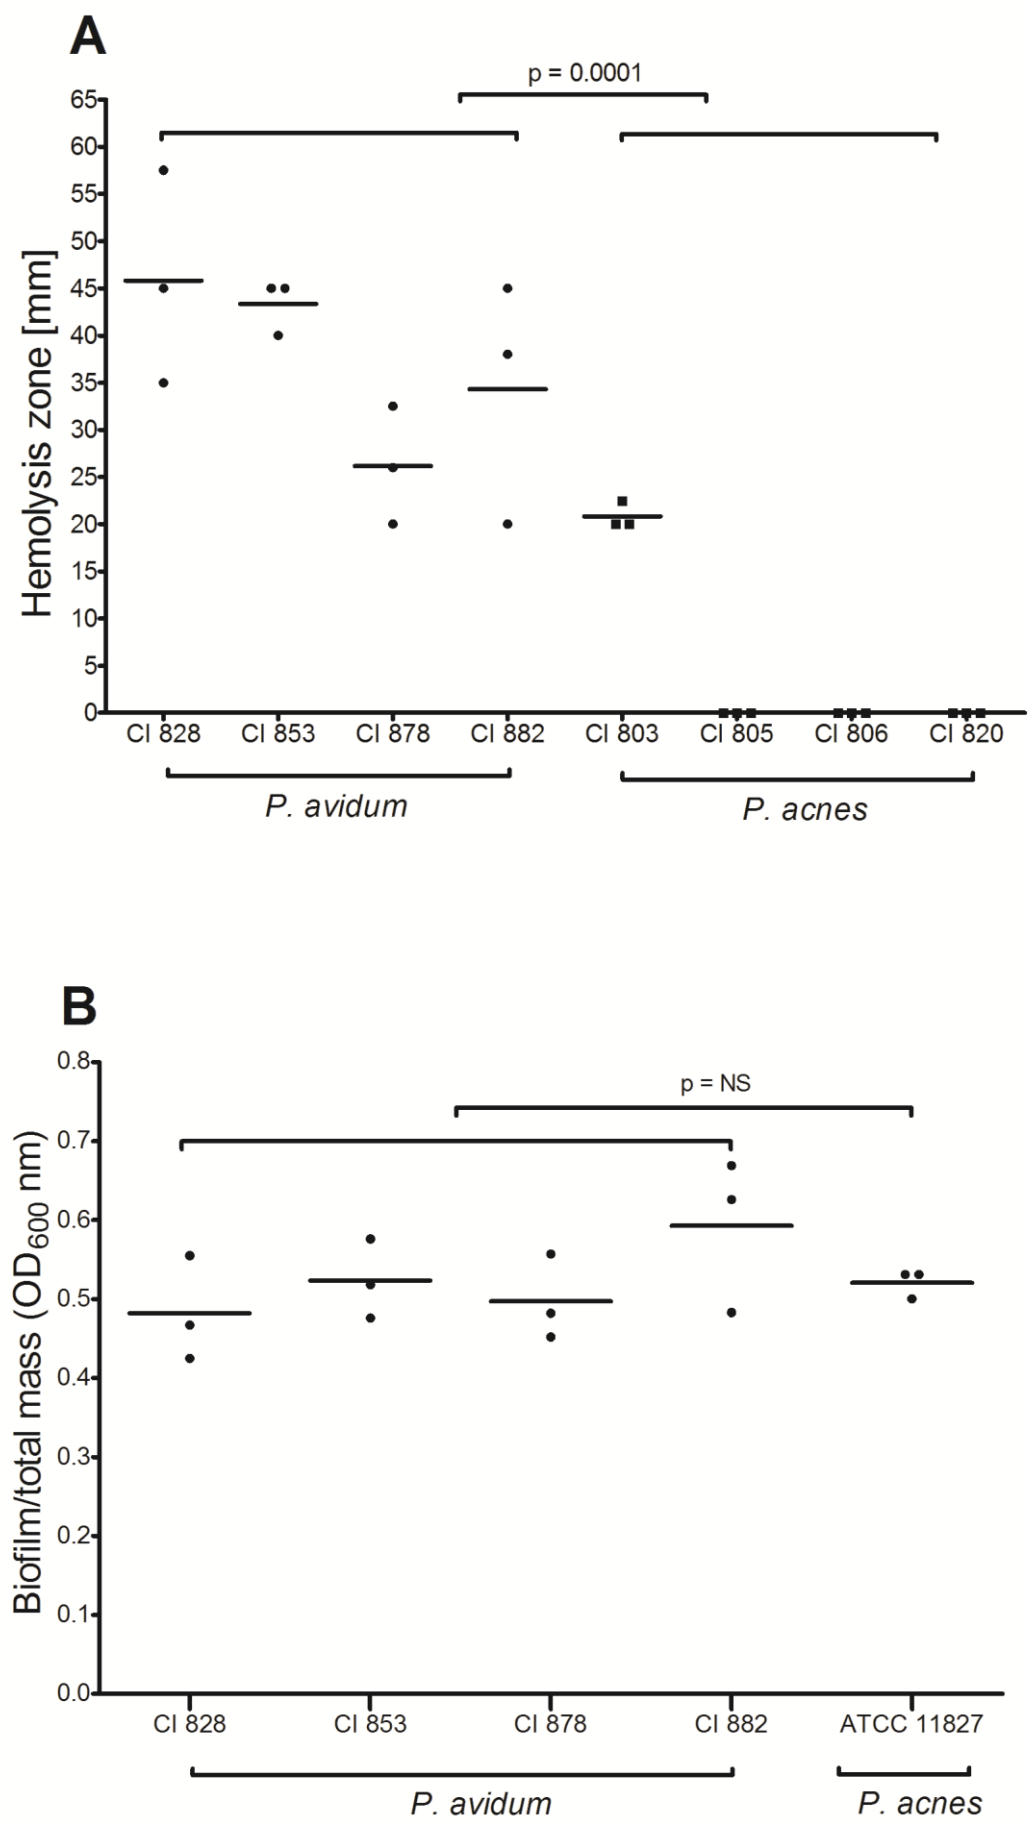 A
p = 0.0001
Hemolysis zone [mm]
65
60
55
50
45
40
35
30
25
20
15
10
5
0
CI 828 CI 853 CI 878 CI 882 CI 803 CI 805 CI 806 CI 820
P. avidum P. acnes
B
p = NS
Biofilm/total mass (OD600 nm)
0.8
0.7
0.6
0.5
0.4
0.3
0.2
0.1
0.0
CI 828 CI 853 CI 878 CI 882 ATCC 11827
P. avidum P. acnes